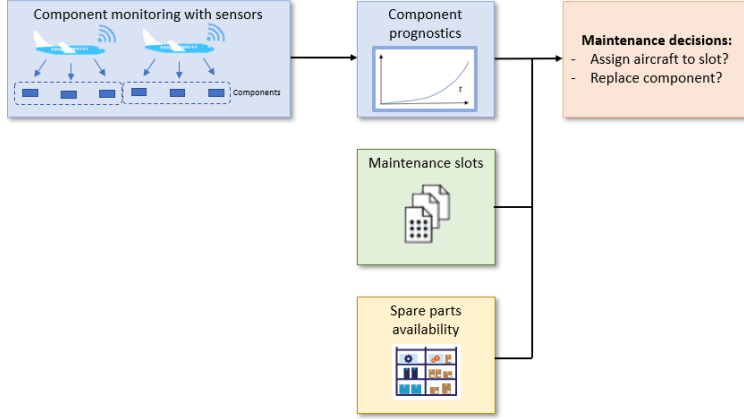 Component monitoring with sensors
Components
Component
prognostics
t
Maintenance slots
Spare parts
availability
Maintenance decisions:
- Assign aircraft to slot?
- Replace component?